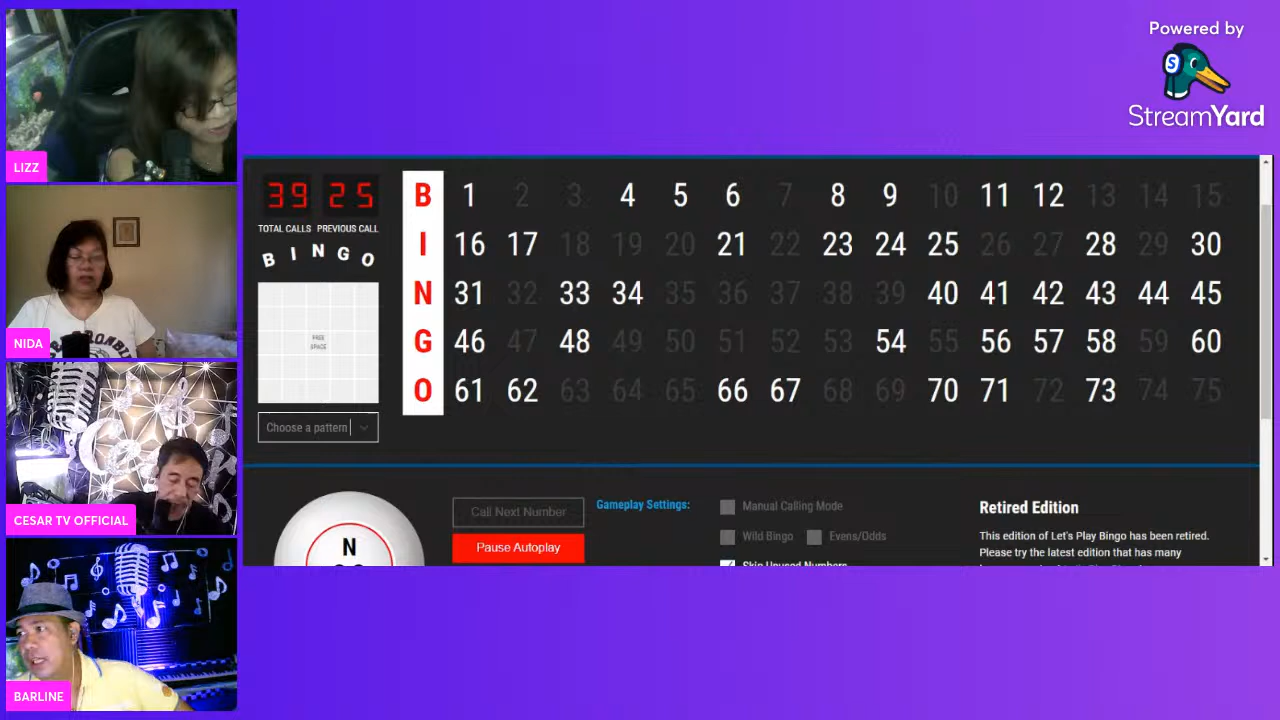 Powered by
S
StreamYard
LIZZ
NIDA
CESAR TV OFFICIAL
BARLINE
39 25
TOTAL CALLS PREVIOUS CALL
B I N G O
FREE
SPACE
Choose a pattern
B 1 2 3 4 5 6 7 8 9 10 11 12 13 14 15
I 16 17 18 19 20 21 22 23 24 25 26 27 28 29 30
N 31 32 33 34 35 36 37 38 39 40 41 42 43 44 45
G 46 47 48 49 50 51 52 53 54 55 56 57 58 59 60
O 61 62 63 64 65 66 67 68 69 70 71 72 73 74 75
N
Call Next Number
Pause Autoplay
Gameplay Settings:
Manual Calling Mode
Wild Bingo Evens/Odds
Skip Unused Numbers
Retired Edition
This edition of Let's Play Bingo has been retired.
Please try the latest edition that has many